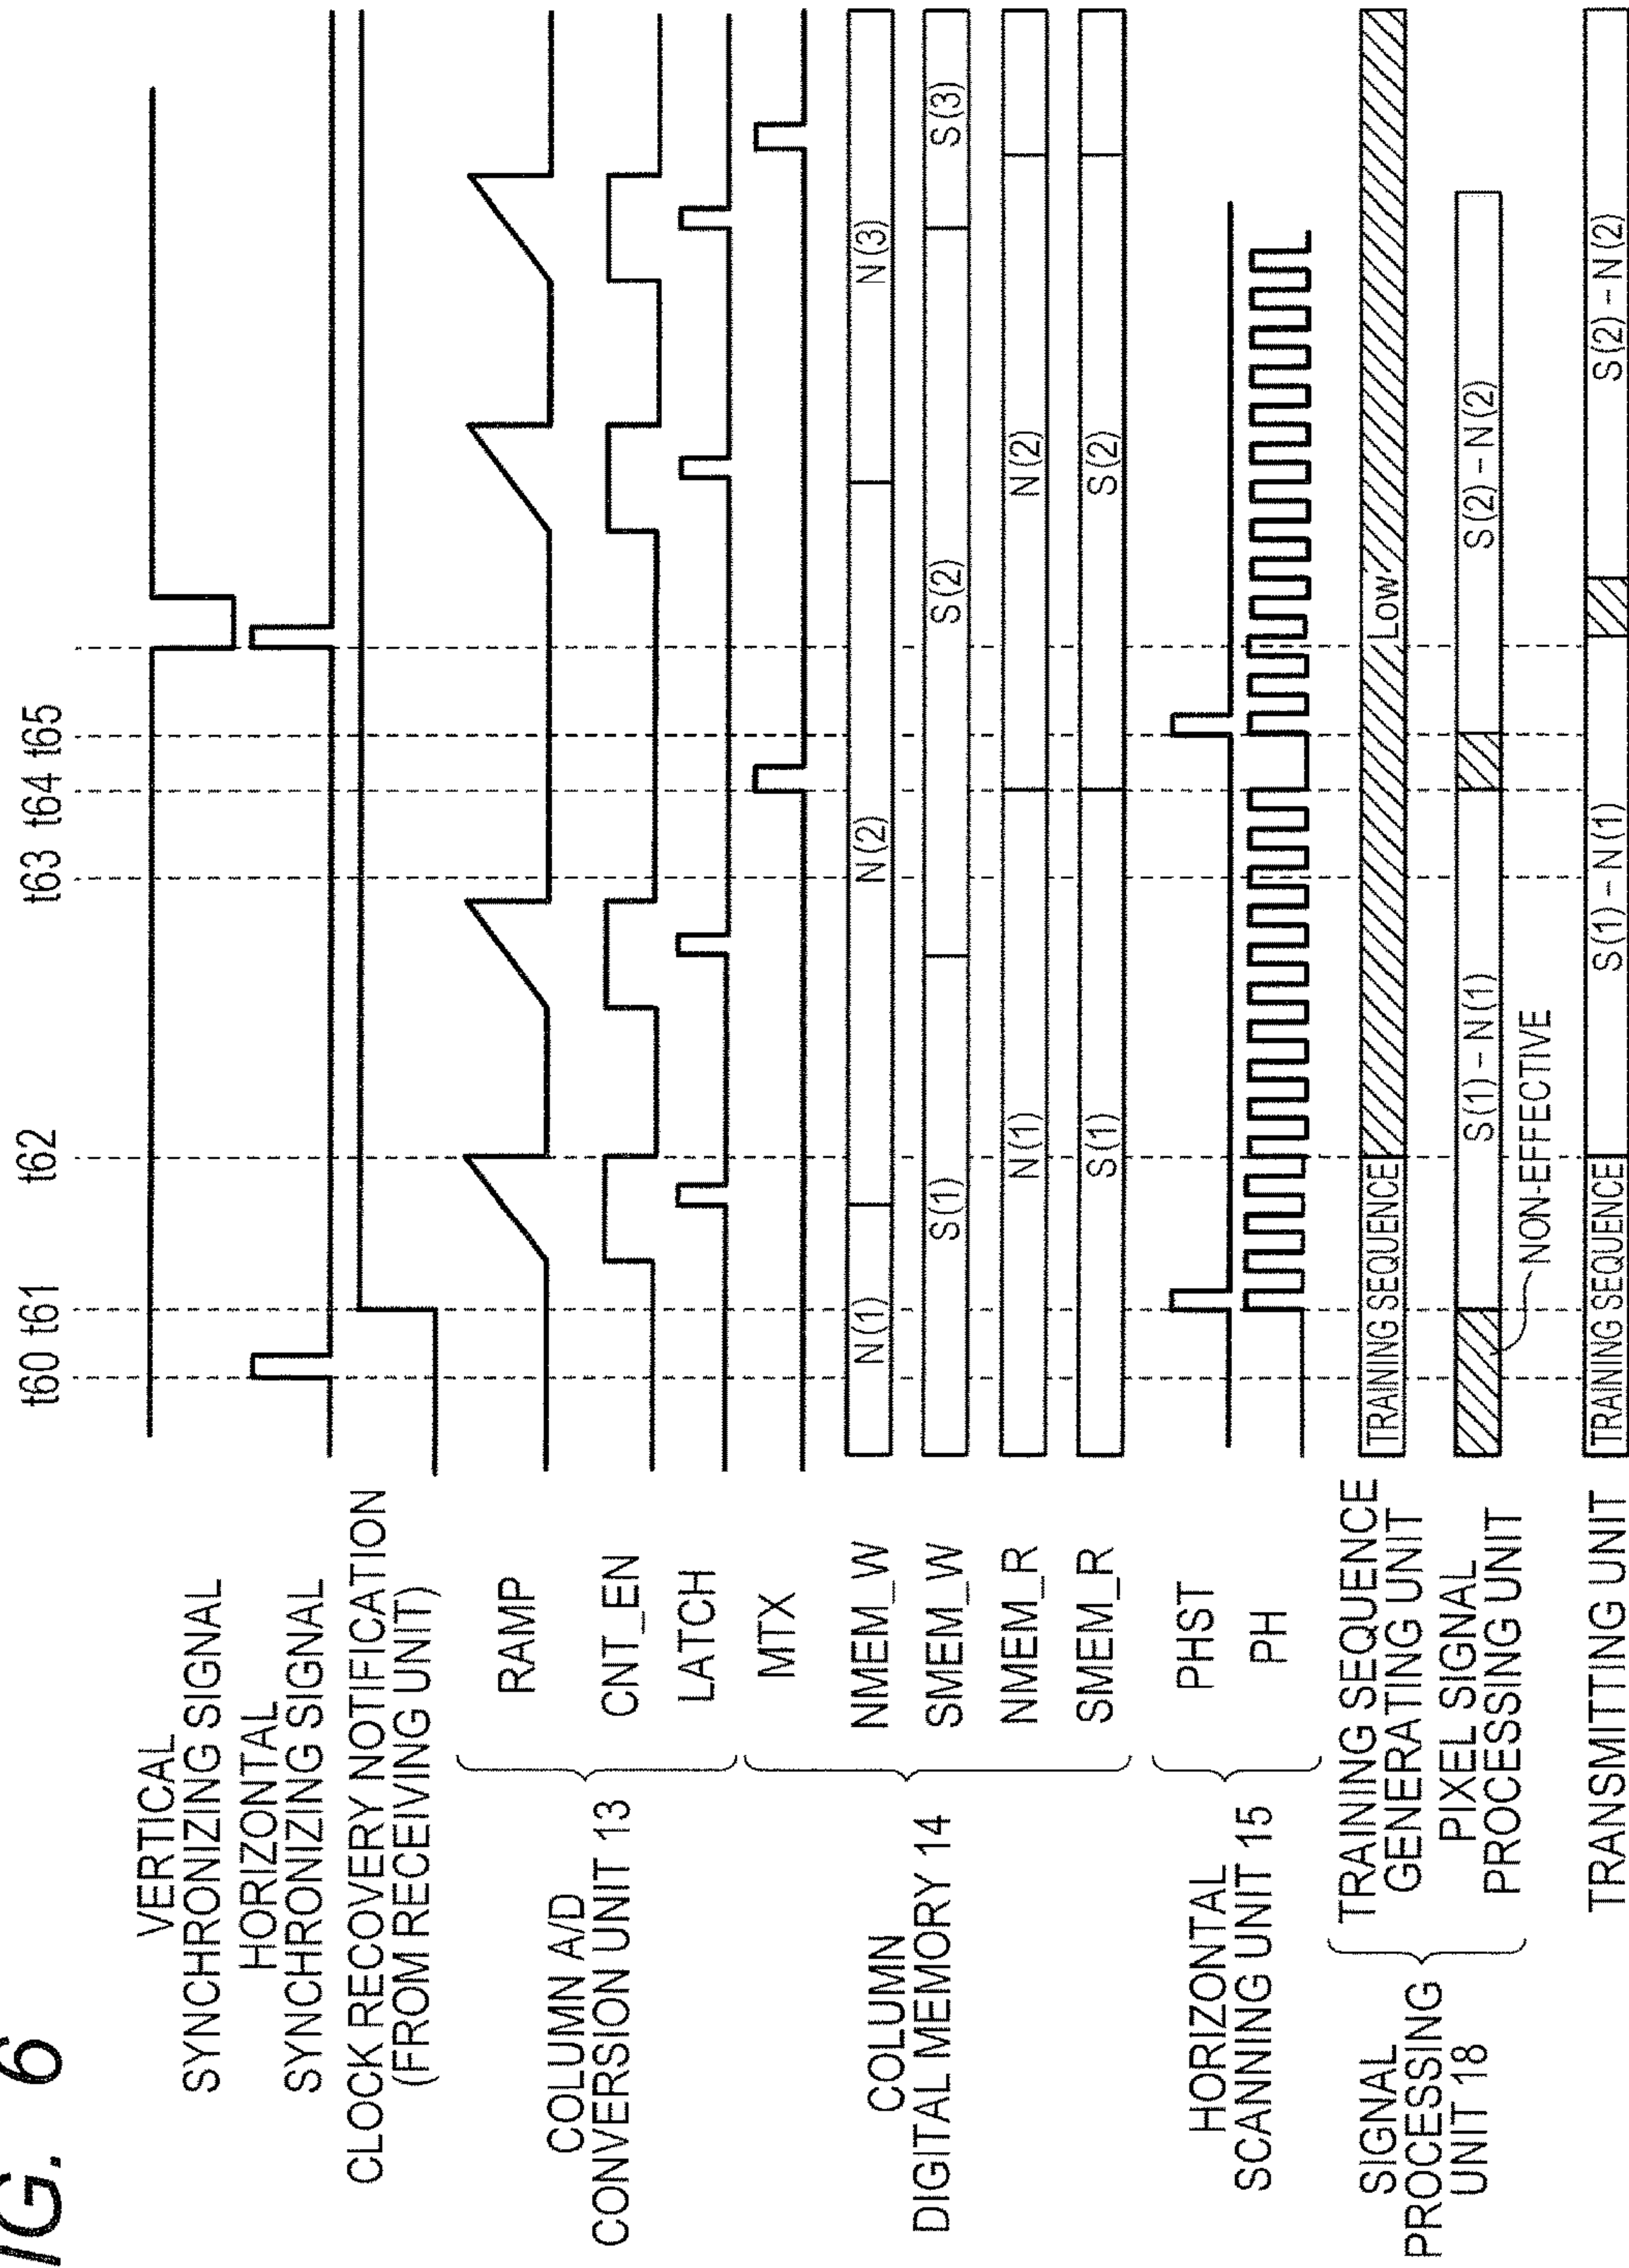 IG. 6
t60 t61 t62 t63 t64 t65
VERTICAL
SYNCHRONIZING SIGNAL
HORIZONTAL
SYNCHRONIZING SIGNAL
CLOCK RECOVERY NOTIFICATION
(FROM RECEIVING UNIT)
COLUMN A/D
CONVERSION UNIT 13
RAMP
CNT_EN
LATCH
COLUMN
DIGITAL MEMORY 14
MTX
NMEM_W
N(1) N(2) N(3)
SMEM_W
S(1) S(2) S(3)
NMEM_R
N(1) N(2)
SMEM_R
S(1) S(2)
HORIZONTAL
SCANNING UNIT 15
PHST
PH
SIGNAL
PROCESSING
UNIT 18
TRAINING SEQUENCE
GENERATING UNIT
TRAINING SEQUENCE Low
PIXEL SIGNAL
PROCESSING UNIT
S(1)-N(1) S(2)-N(2)
NON-EFFECTIVE
TRANSMITTING UNIT
TRAINING SEQUENCE S(1)-N(1) S(2)-N(2)